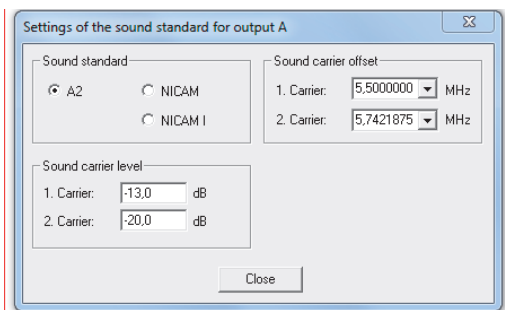 Settings of the sound standard for output A
Sound standard
A2
NICAM
NICAM I
Sound carrier offset
1. Carrier: 5,5000000 MHz
2. Carrier: 5,7421875 MHz
Sound carrier level
1. Carrier: -13,0 dB
2. Carrier: -20,0 dB
Close